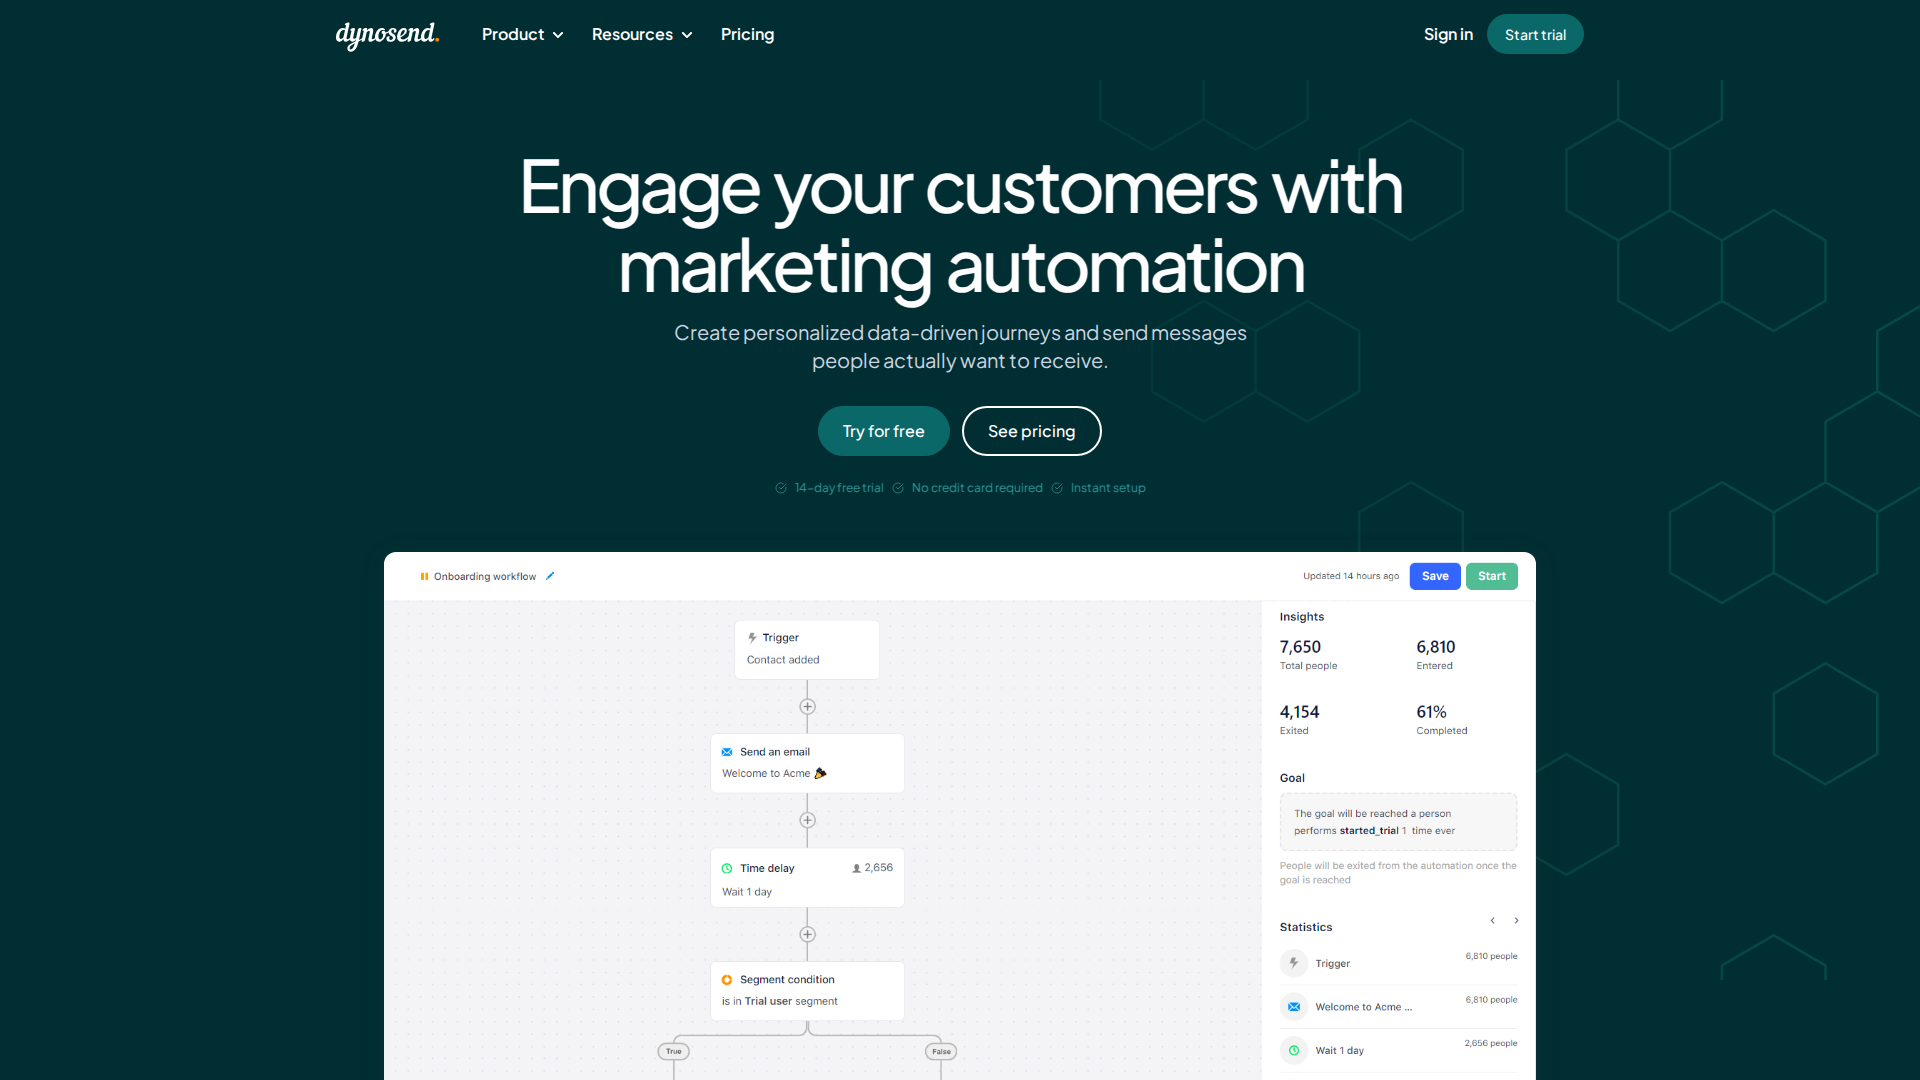 dynosend.
Product
Resources
Pricing
Sign in
Start trial
Engage your customers with
marketing automation
Create personalized data-driven journeys and send messages
people actually want to receive.
Try for free
See pricing
14-day free trial
No credit card required
Instant setup
Onboarding workflow
Updated 14 hours ago
Save
Start
Trigger
Contact added
Send an email
Welcome to Acme 🎉
Time delay
2,656
Wait 1 day
Segment condition
is in Trial user segment
True
False
Insights
7,650
Total people
6,810
Entered
4,154
Exited
61%
Completed
Goal
The goal will be reached a person
performs started_trial 1 time ever
People will be exited from the automation once the
goal is reached
Statistics
Trigger
6,810 people
Welcome to Acme ...
6,810 people
Wait 1 day
2,656 people